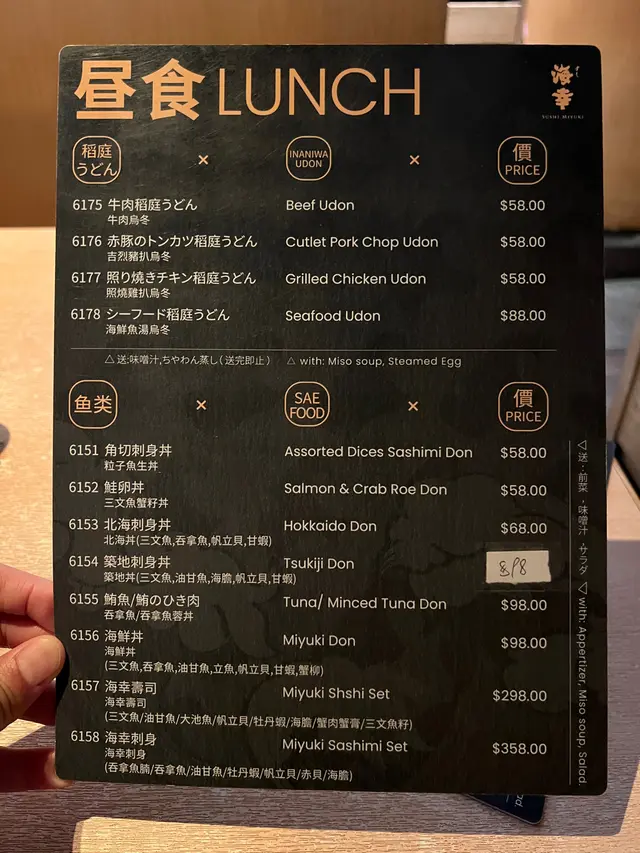 昼食 LUNCH
海幸
SUSHI MIYUKI
稻庭うどん × INANIWA UDON × 價 PRICE
6175 牛肉稻庭うどん Beef Udon $58.00
牛肉烏冬
6176 赤豚のトンカツ稻庭うどん Cutlet Pork Chop Udon $58.00
吉烈豬扒烏冬
6177 照り焼きチキン稻庭うどん Grilled Chicken Udon $58.00
照燒雞扒烏冬
6178 シーフード稻庭うどん Seafood Udon $88.00
海鮮魚湯烏冬
△送:味噌汁,ちやわん蒸し(送完即止) △ with: Miso soup, Steamed Egg
鱼类 × SAE FOOD × 價 PRICE
6151 角切刺身丼 Assorted Dices Sashimi Don $58.00
粒子魚生丼
6152 鮭卵丼 Salmon & Crab Roe Don $58.00
三文魚蟹籽丼
6153 北海刺身丼 Hokkaido Don $68.00
北海丼(三文魚,吞拿魚,帆立貝,甘蝦)
6154 築地刺身丼 Tsukiji Don $98
築地丼(三文魚,油甘魚,海膽,帆立貝,甘蝦)
6155 鮪魚/鮪のひき肉 Tuna/ Minced Tuna Don $98.00
吞拿魚/吞拿魚蓉丼
6156 海鮮丼 Miyuki Don $98.00
海鮮丼
(三文魚,吞拿魚,油甘魚,立魚,帆立貝,甘蝦,蟹柳)
6157 海幸壽司 Miyuki Shshi Set $298.00
海幸壽司
(三文魚/油甘魚/大池魚/帆立貝/牡丹蝦/海膽/蟹肉蟹膏/三文魚籽)
6158 海幸刺身 Miyuki Sashimi Set $358.00
海幸刺身
(吞拿魚腩/吞拿魚/油甘魚/牡丹蝦/帆立貝/赤貝/海膽)
△送:前菜,味噌汁,サラダ △ with: Appertizer, Miso soup, Salad.